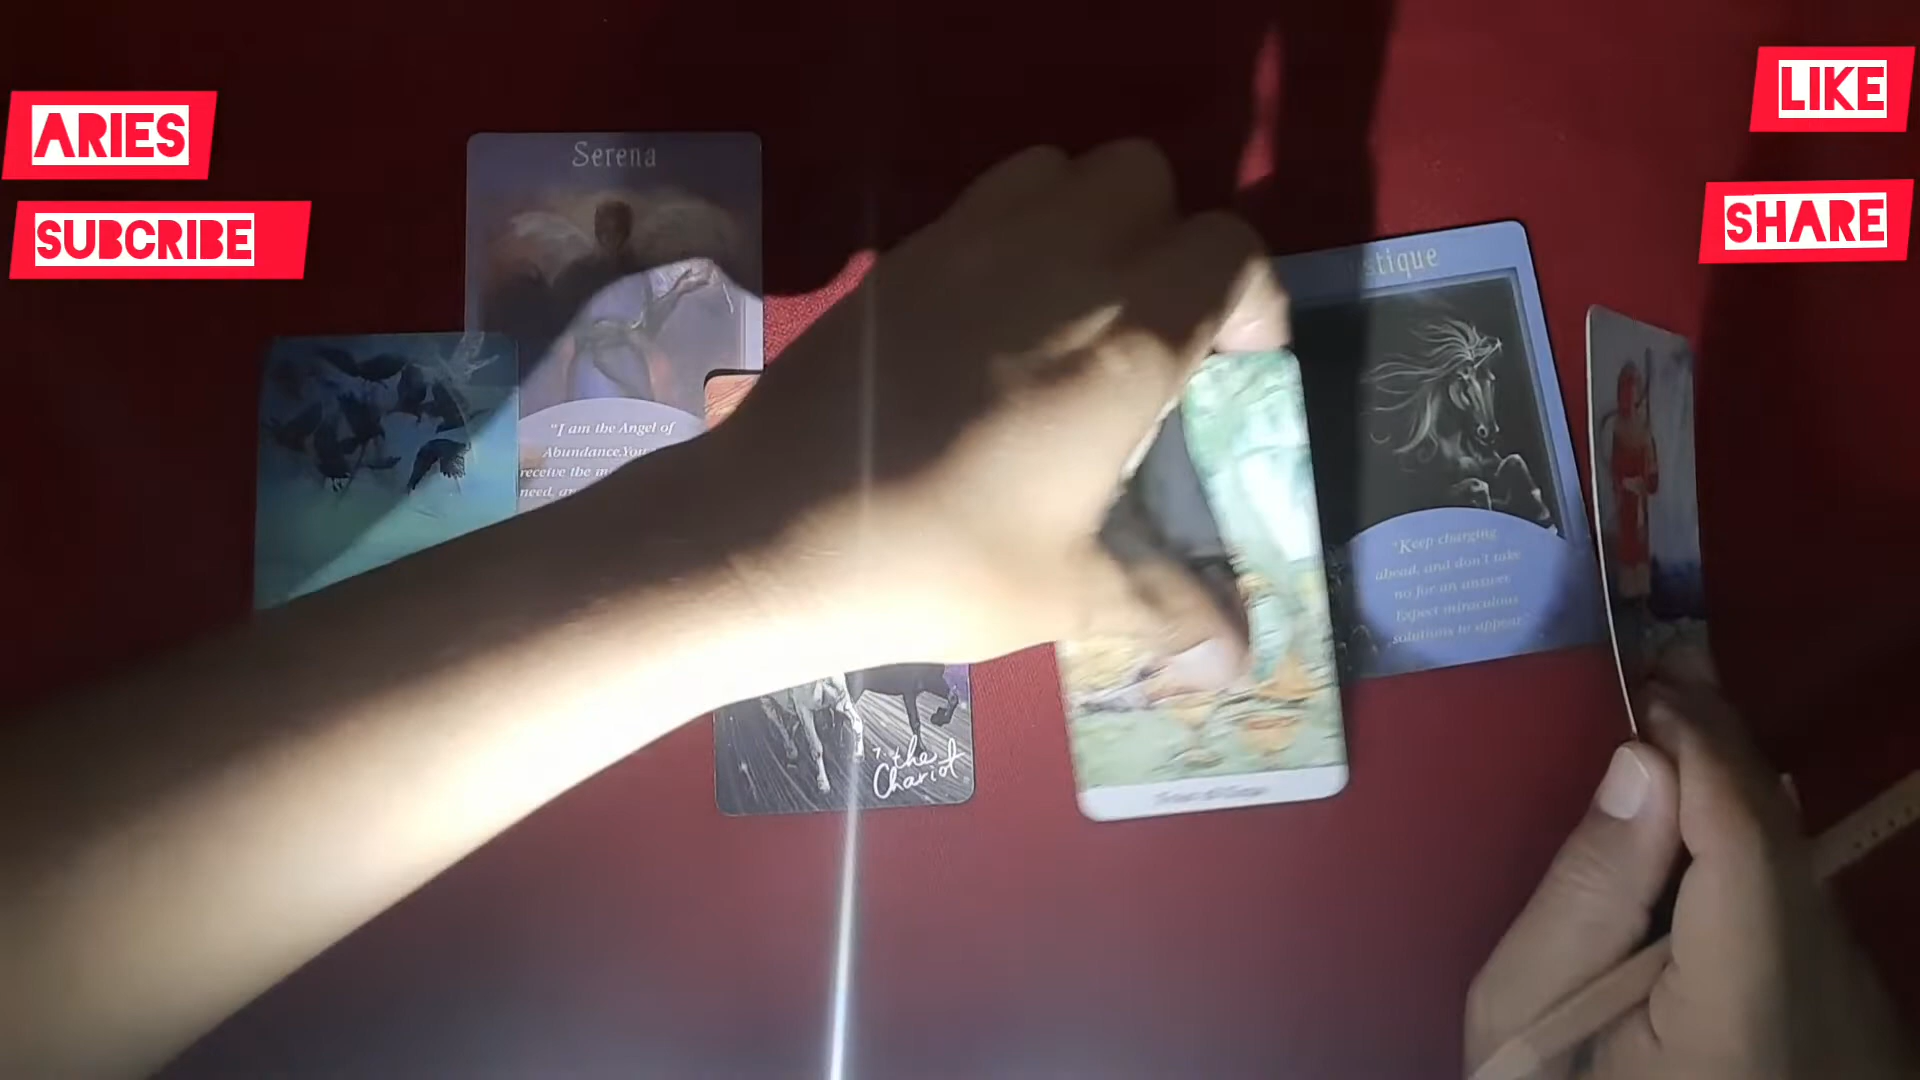 ARIES
SUBCRIBE
LIKE
SHARE
Serena
"I am the Angel of
Abundance. You
receive the
need,
"Keep charging
ahead, and don't take
no for an answer.
Expect miraculous
solutions to appear."
7. the
Chariot